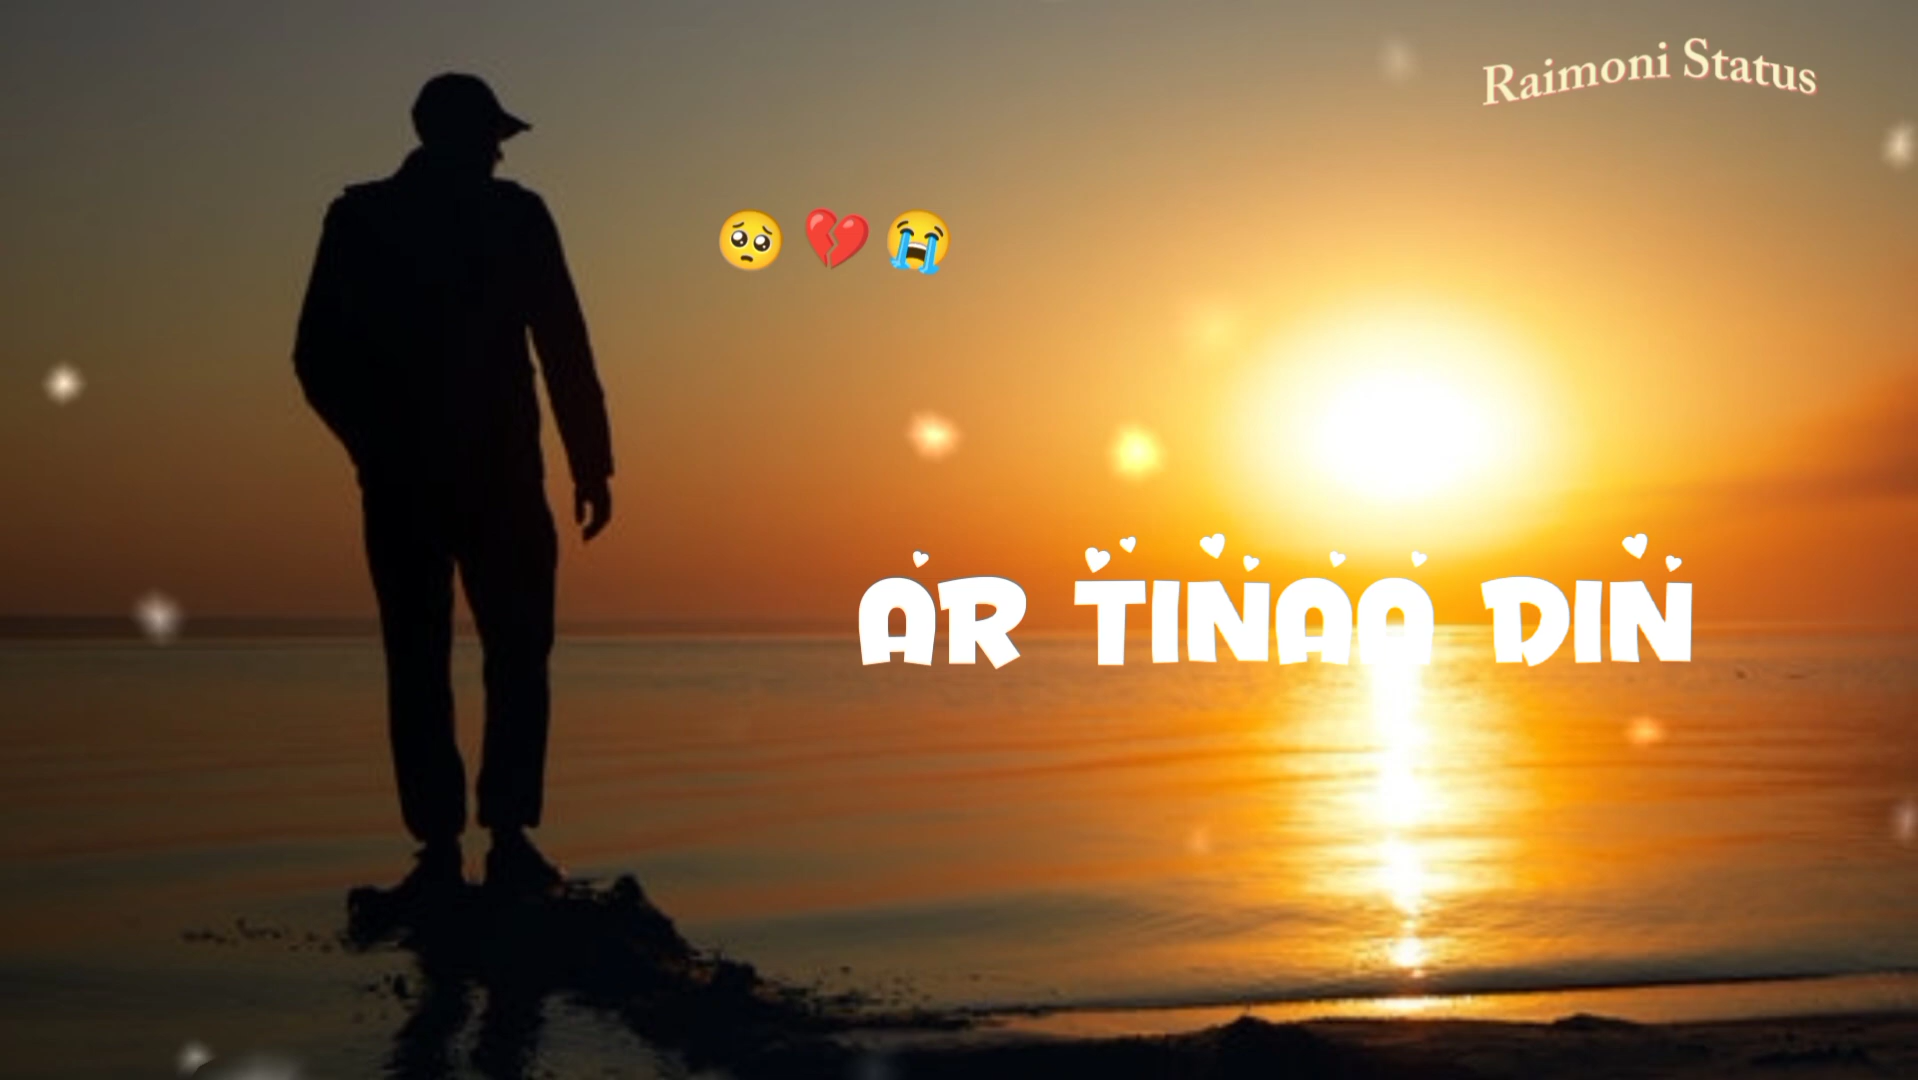 Raimoni Status
🥺 💔 😭
AR TINAA DIN